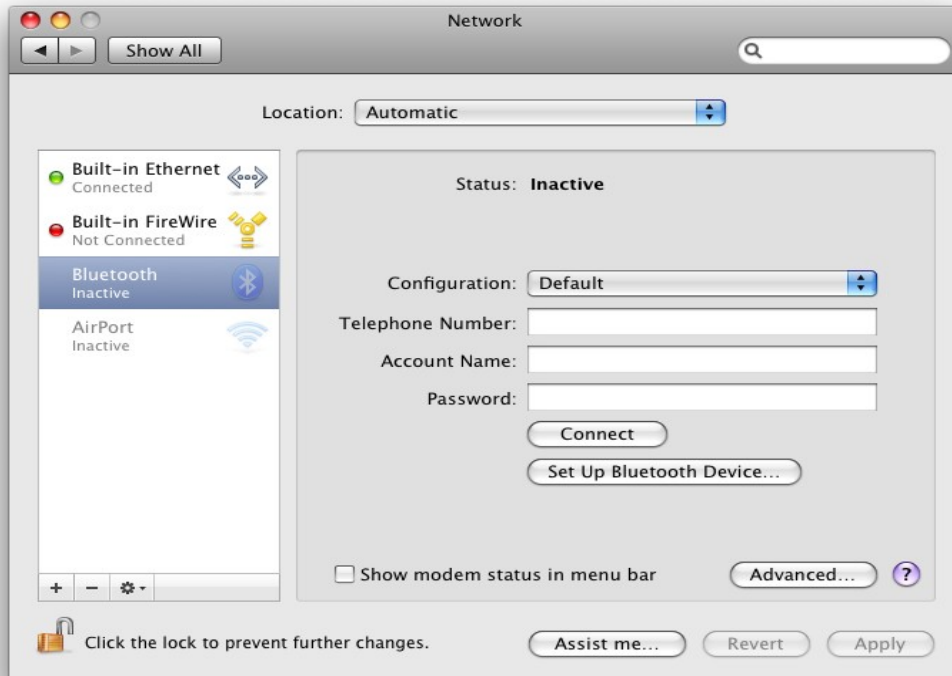 Network
Show All
Location: Automatic
Built-in Ethernet
Connected
Built-in FireWire
Not Connected
Bluetooth
Inactive
AirPort
Inactive
Status: Inactive
Configuration: Default
Telephone Number:
Account Name:
Password:
Connect
Set Up Bluetooth Device...
Show modem status in menu bar
Advanced...
?
Click the lock to prevent further changes.
Assist me...
Revert
Apply